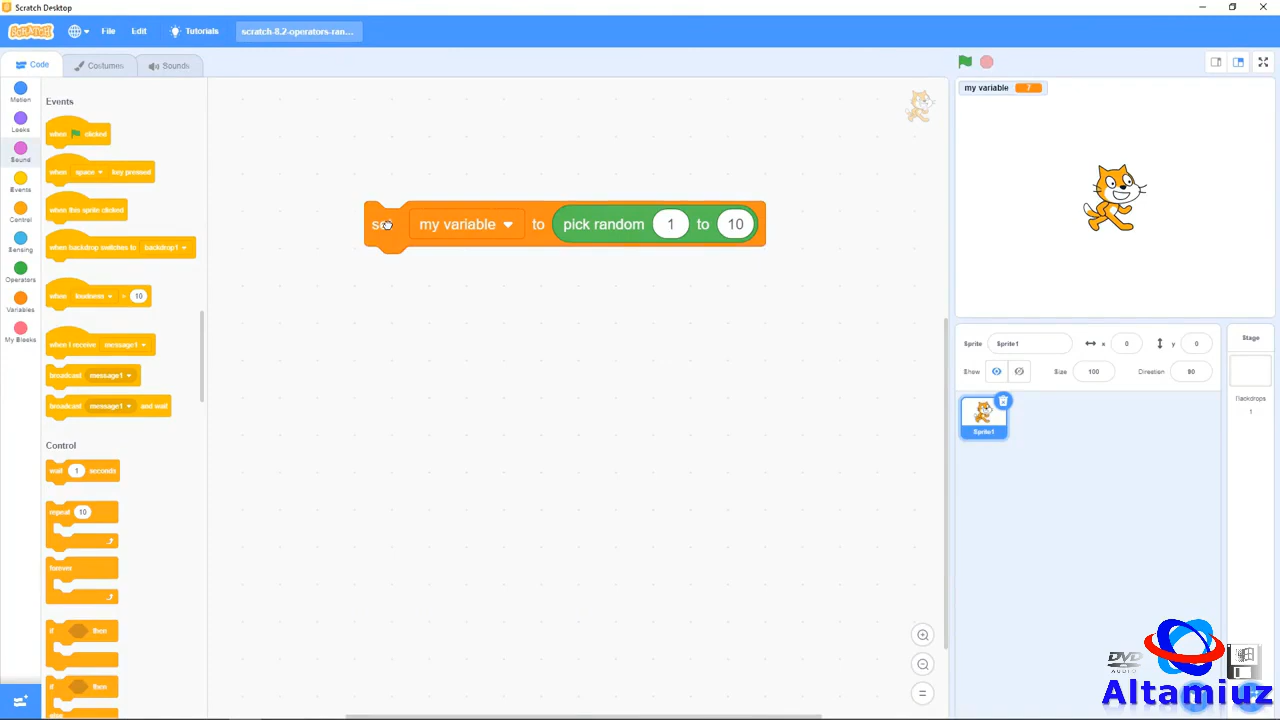 Scratch Desktop
SCRATCH File Edit Tutorials scratch-8.2-operators-ran...
Code Costumes Sounds
Motion
Looks
Sound
Events
Control
Sensing
Operators
Variables
My Blocks
Events
when clicked
when space key pressed
when this sprite clicked
when backdrop switches to backdrop1
when loudness > 10
when I receive message1
broadcast message1
broadcast message1 and wait
Control
wait 1 seconds
repeat 10
forever
if then
if then
else
my variable to pick random 1 to 10
my variable 7
Sprite Sprite1 x 0 y 0
Show Size 100 Direction 90
Sprite1
Stage
Backdrops
1
DVD
AUDIO
Altamiuz